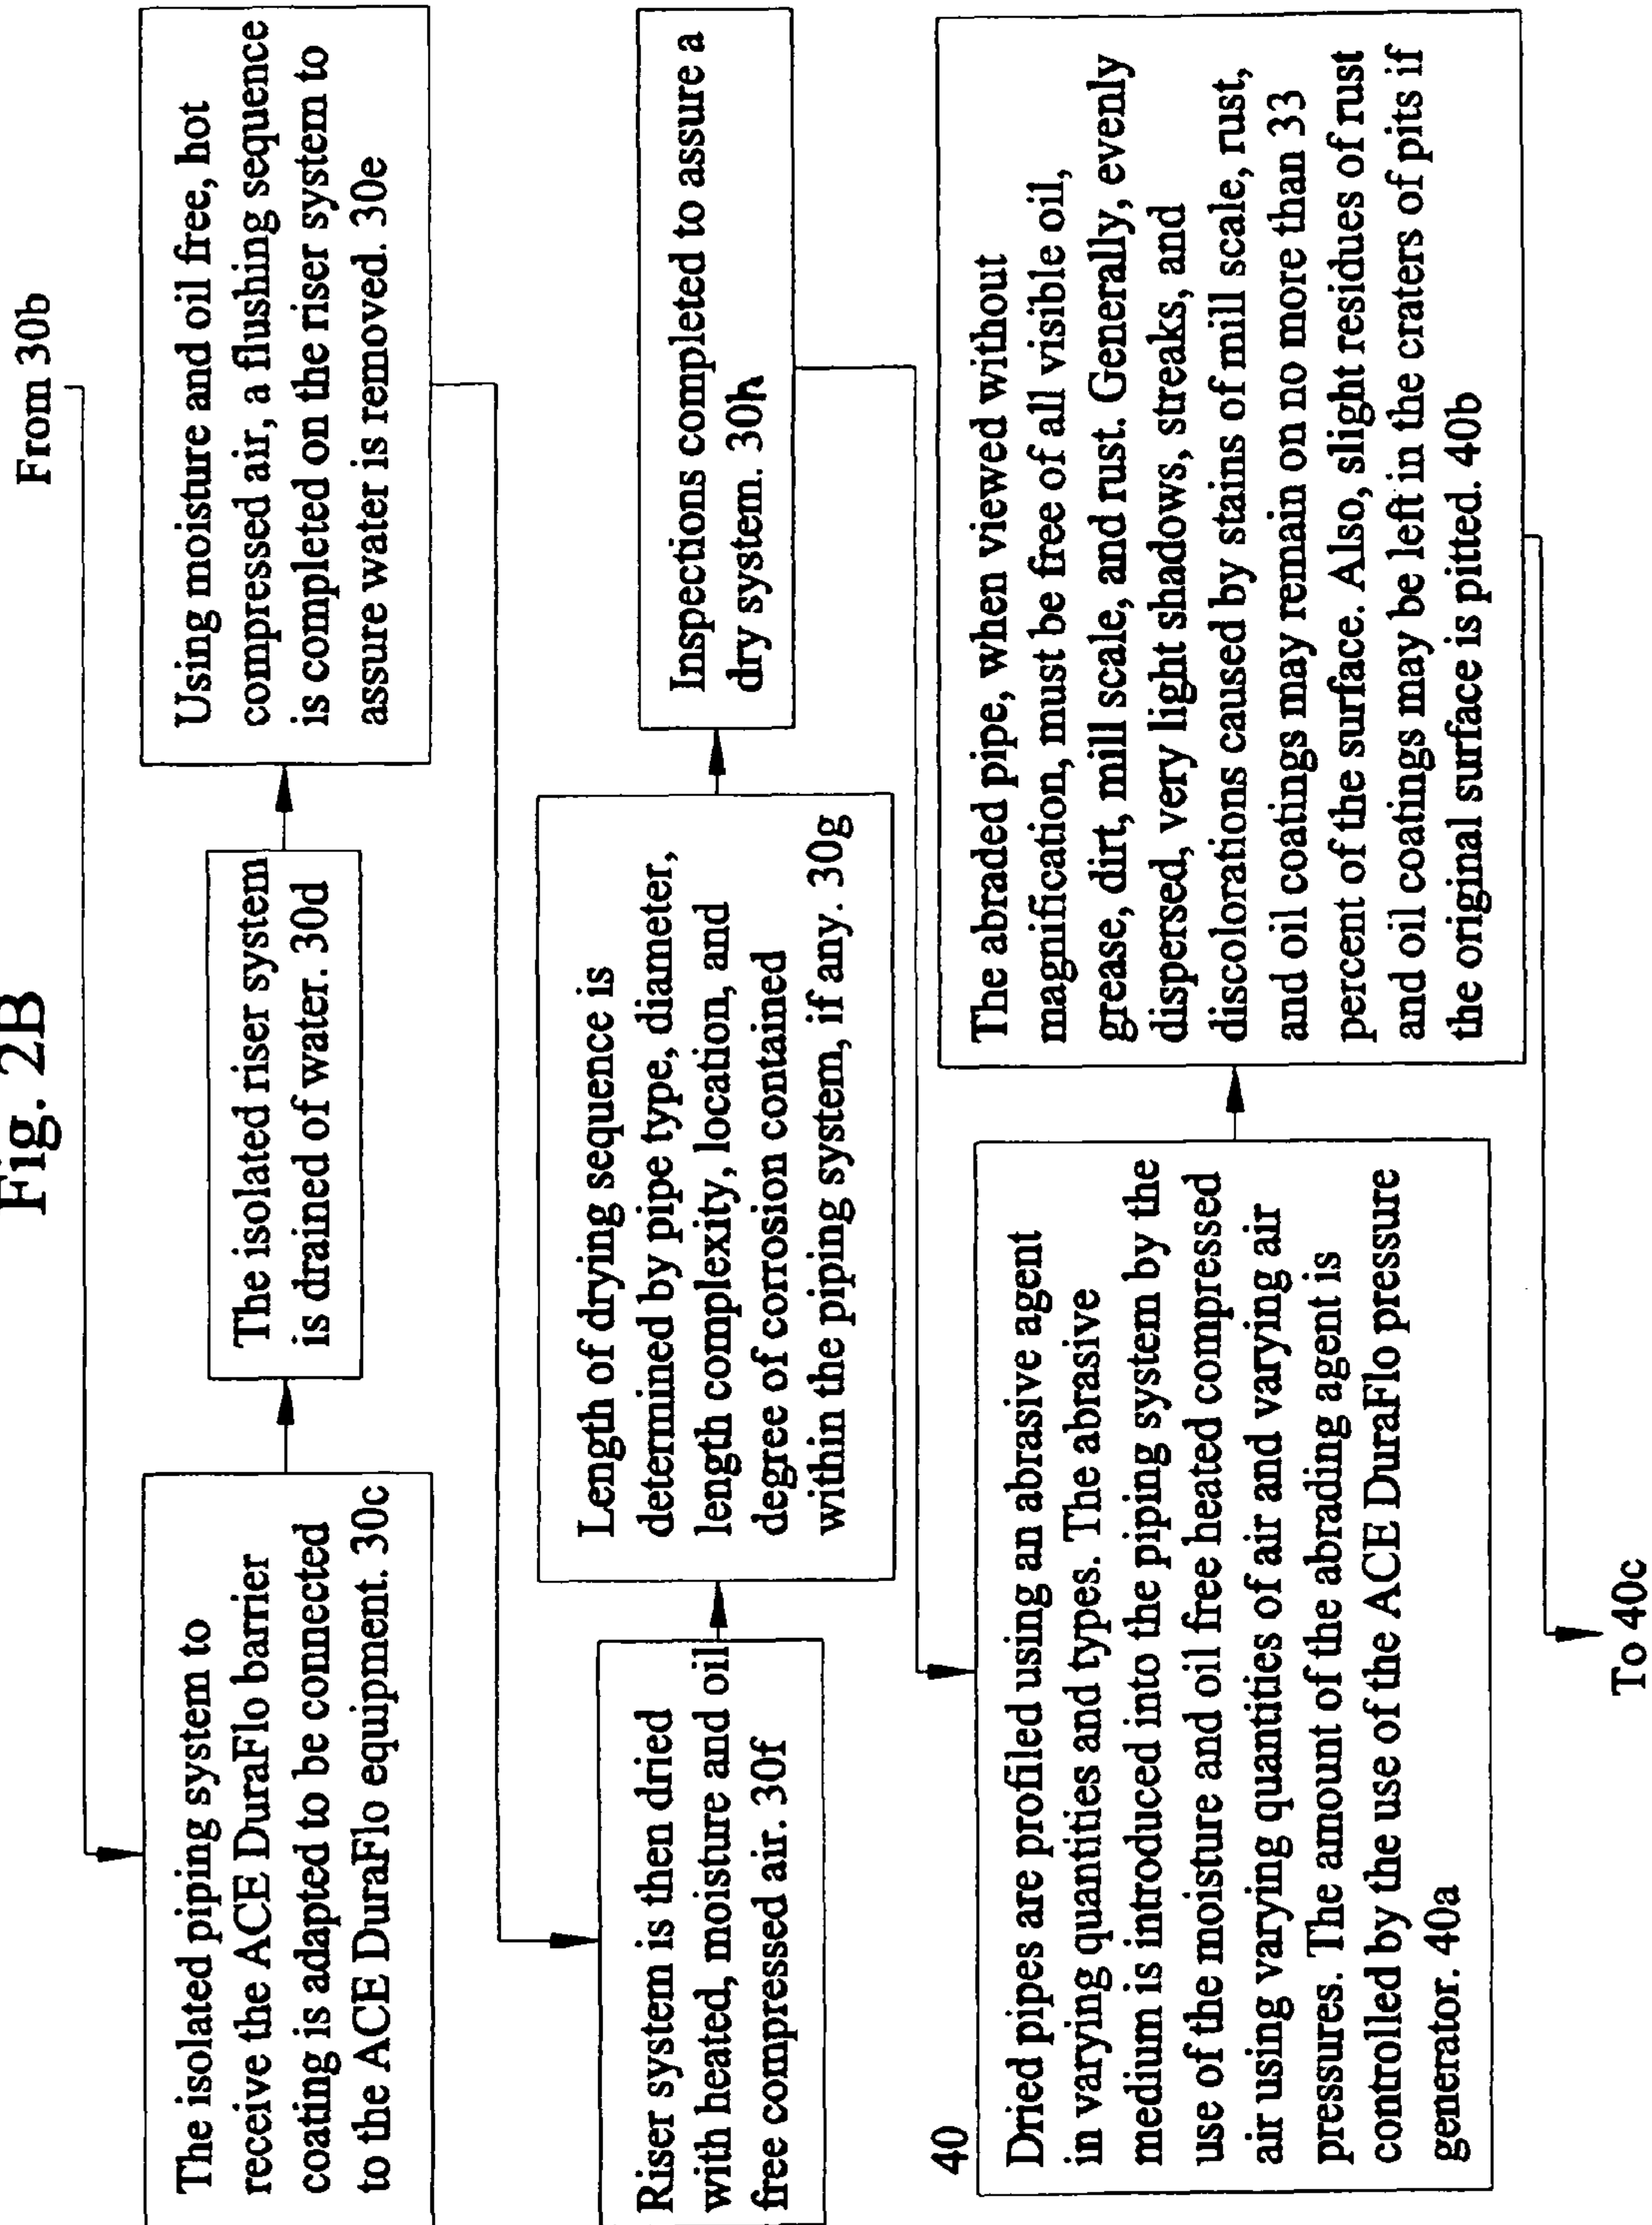 Fig. 2B
From 30b
The isolated piping system to
receive the ACE DuraFlo barrier
coating is adapted to be connected
to the ACE DuraFlo equipment. 30c
The isolated riser system
is drained of water. 30d
Using moisture and oil free, hot
compressed air, a flushing sequence
is completed on the riser system to
assure water is removed. 30e
Riser system is then dried
with heated, moisture and oil
free compressed air. 30f
Length of drying sequence is
determined by pipe type, diameter,
length complexity, location, and
degree of corrosion contained
within the piping system, if any. 30g
Inspections completed to assure a
dry system. 30h
40
Dried pipes are profiled using an abrasive agent
in varying quantities and types. The abrasive
medium is introduced into the piping system by the
use of the moisture and oil free heated compressed
air using varying quantities of air and varying air
pressures. The amount of the abrading agent is
controlled by the use of the ACE DuraFlo pressure
generator. 40a
The abraded pipe, when viewed without
magnification, must be free of all visible oil,
grease, dirt, mill scale, and rust. Generally, evenly
dispersed, very light shadows, streaks, and
discolorations caused by stains of mill scale, rust,
and oil coatings may remain on no more than 33
percent of the surface. Also, slight residues of rust
and oil coatings may be left in the craters of pits if
the original surface is pitted. 40b
To 40c